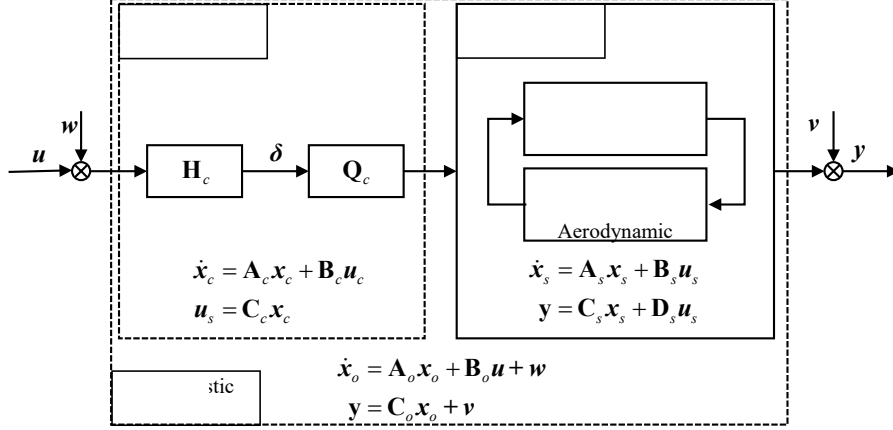 w
v
u
δ
y
H_c
Q_c
Aerodynamic
ẋ_c = A_c x_c + B_c u_c
u_s = C_c x_c
ẋ_s = A_s x_s + B_s u_s
y = C_s x_s + D_s u_s
stic
ẋ_o = A_o x_o + B_o u + w
y = C_o x_o + v